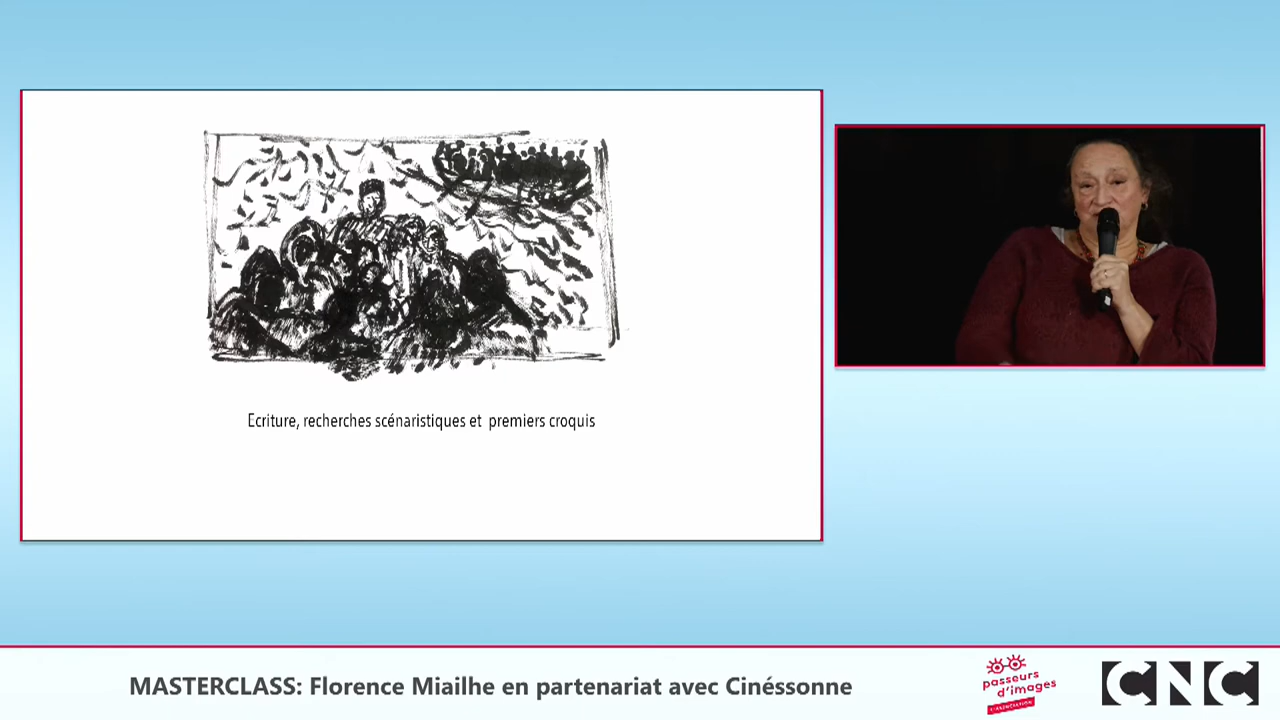 Ecriture, recherches scénaristiques et premiers croquis
MASTERCLASS: Florence Miailhe en partenariat avec Cinéssonne
passeurs
d'images
CNC